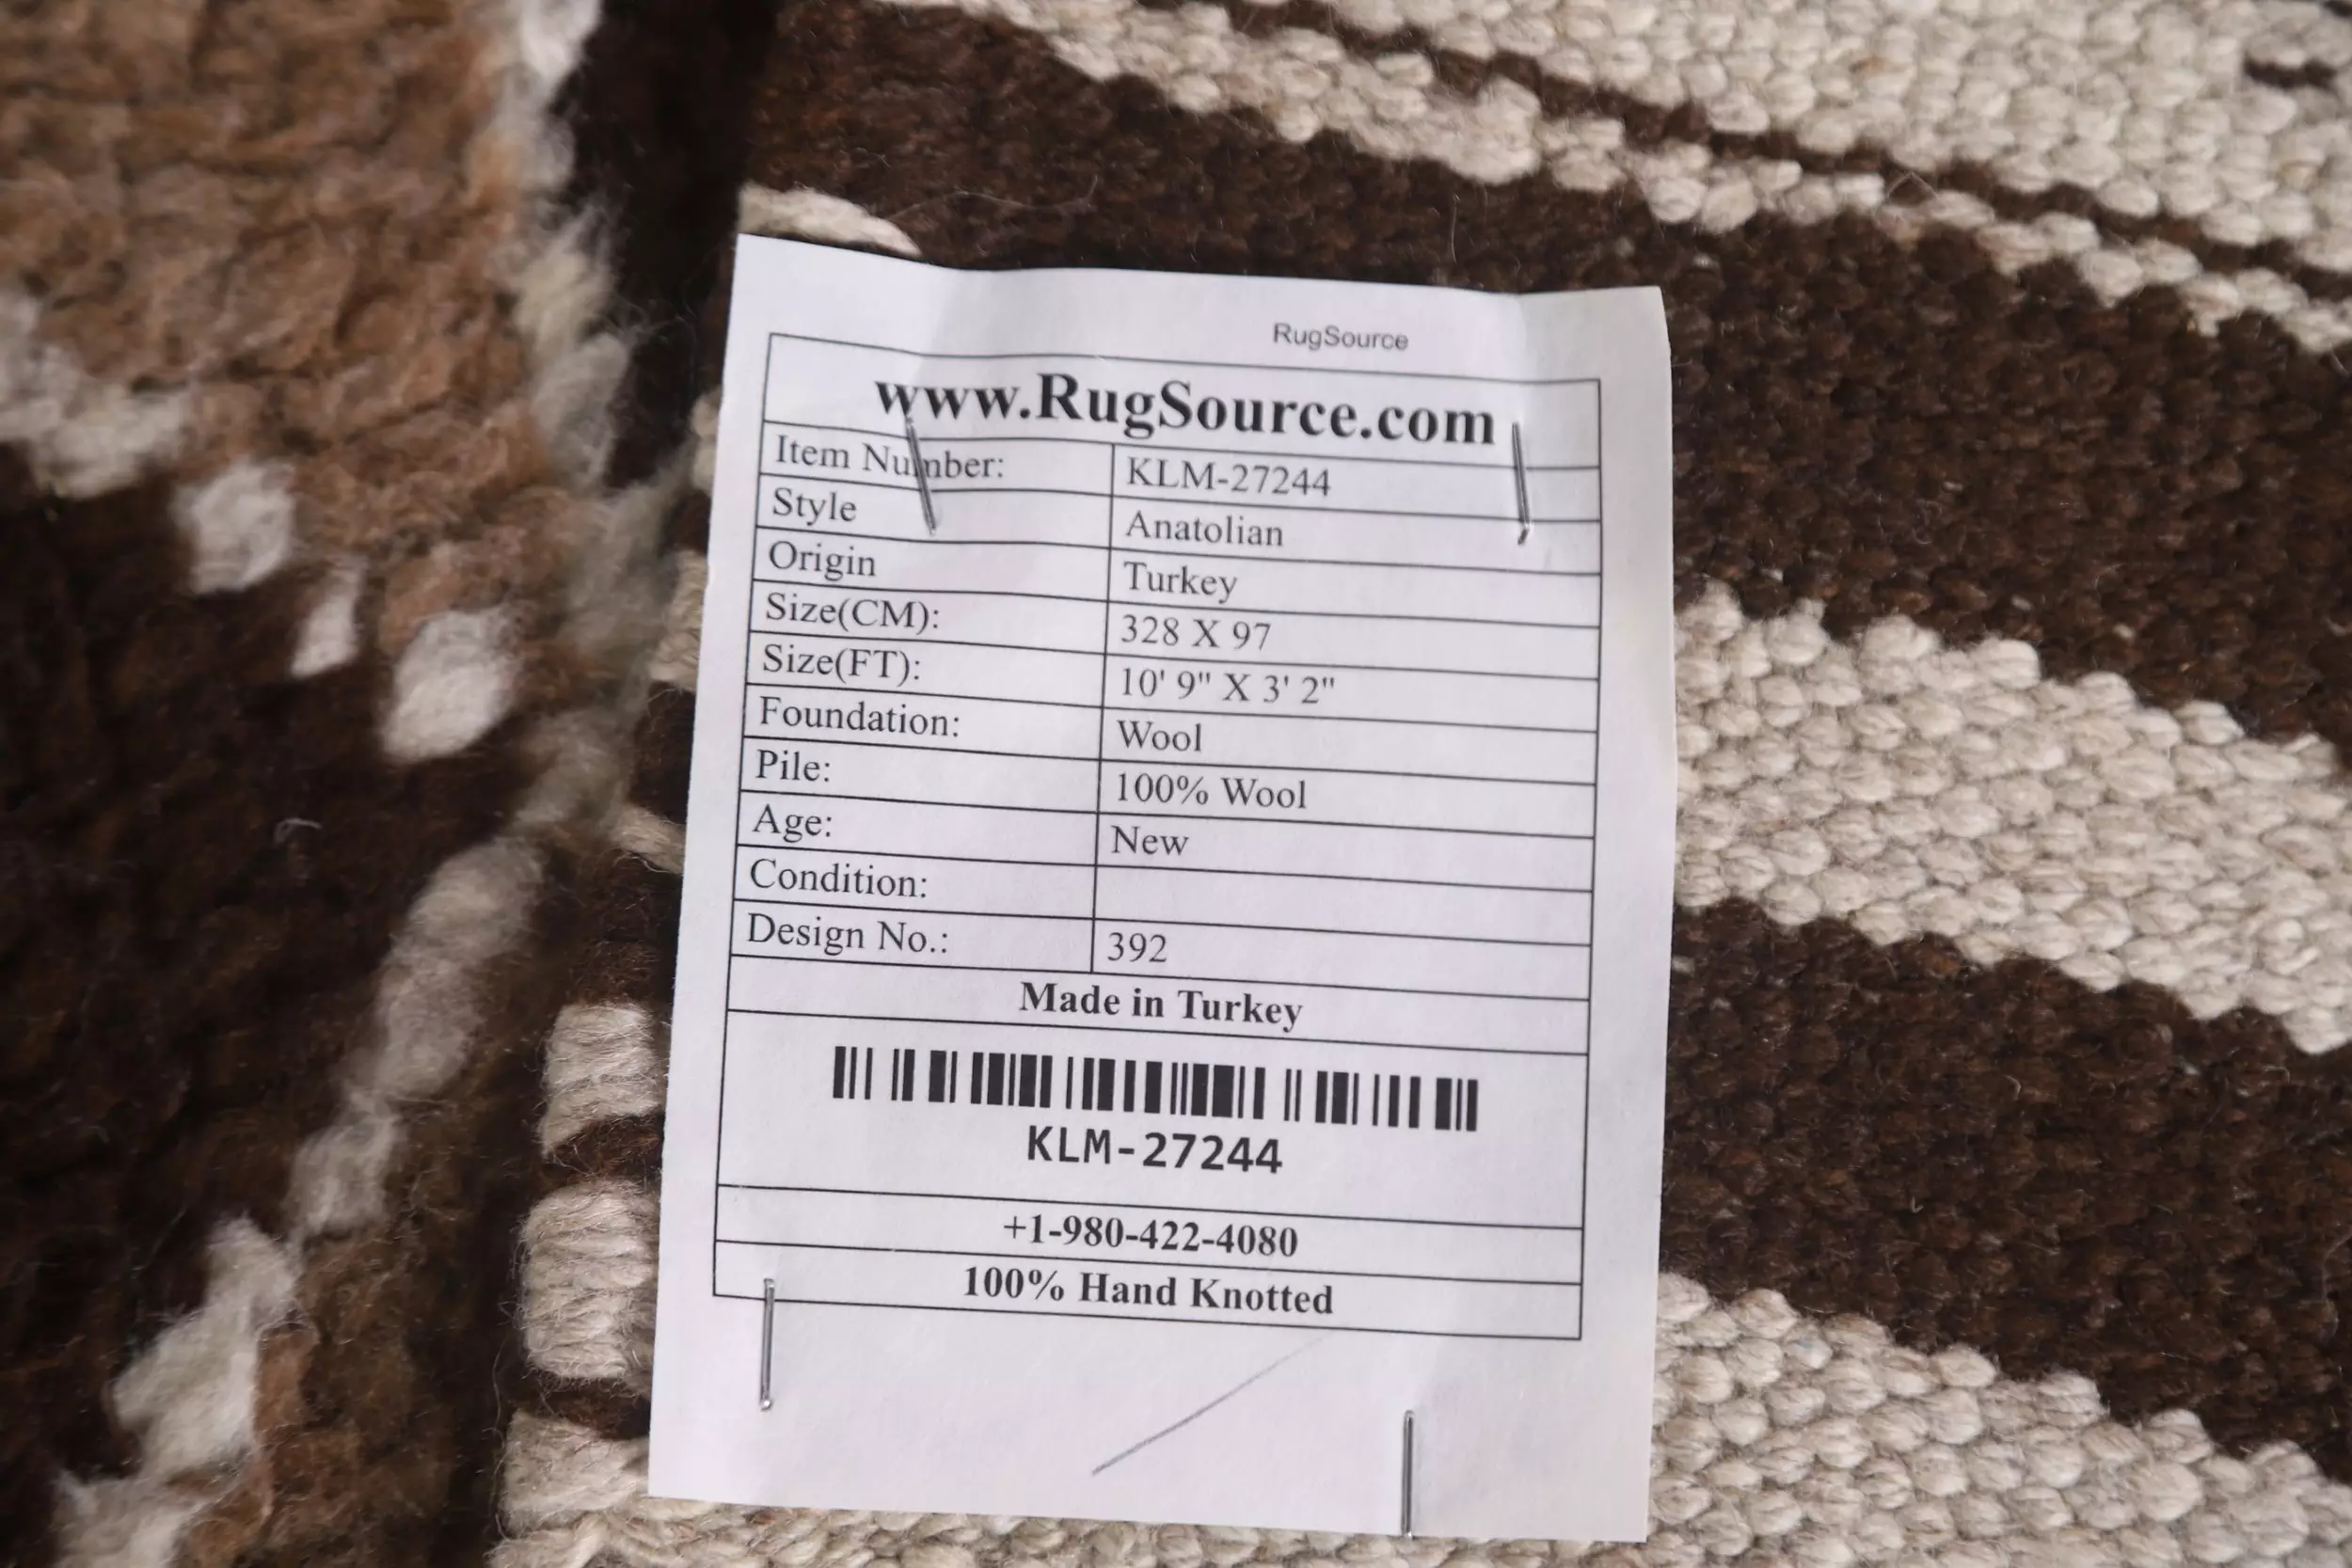 RugSource
www.RugSource.com
Item Number: KLM-27244
Style Anatolian
Origin Turkey
Size(CM): 328 X 97
Size(FT): 10' 9" X 3' 2"
Foundation: Wool
Pile: 100% Wool
Age: New
Condition:
Design No.: 392
Made in Turkey
KLM-27244
+1-980-422-4080
100% Hand Knotted